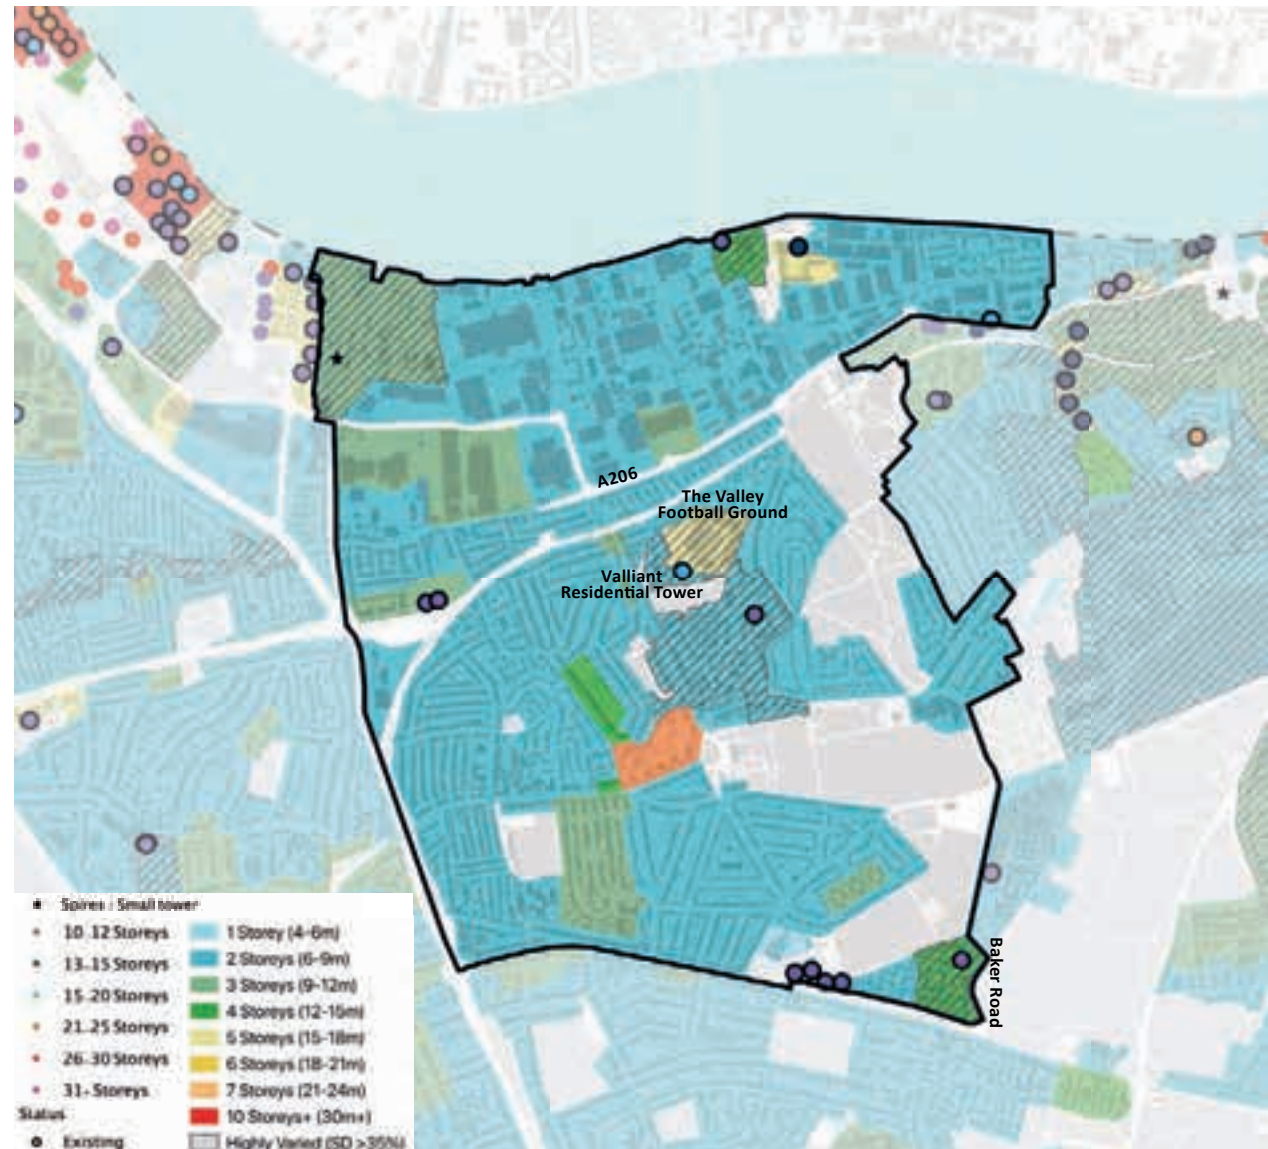 A206
The Valley
Football Ground
Valliant
Residential Tower
Baker Road
Spires / Small tower
10 12 Storeys
13..15 Storeys
15..20 Storeys
21..25 Storeys
26..30 Storeys
31+ Storeys
Status
Existing
1 Storey (4-6m)
2 Storeys (6-9m)
3 Storeys (9-12m)
4 Storeys (12-15m)
5 Storeys (15-18m)
6 Storeys (18-21m)
7 Storeys (21-24m)
10 Storeys+ (30m+)
Highly Varied (SD >35%)